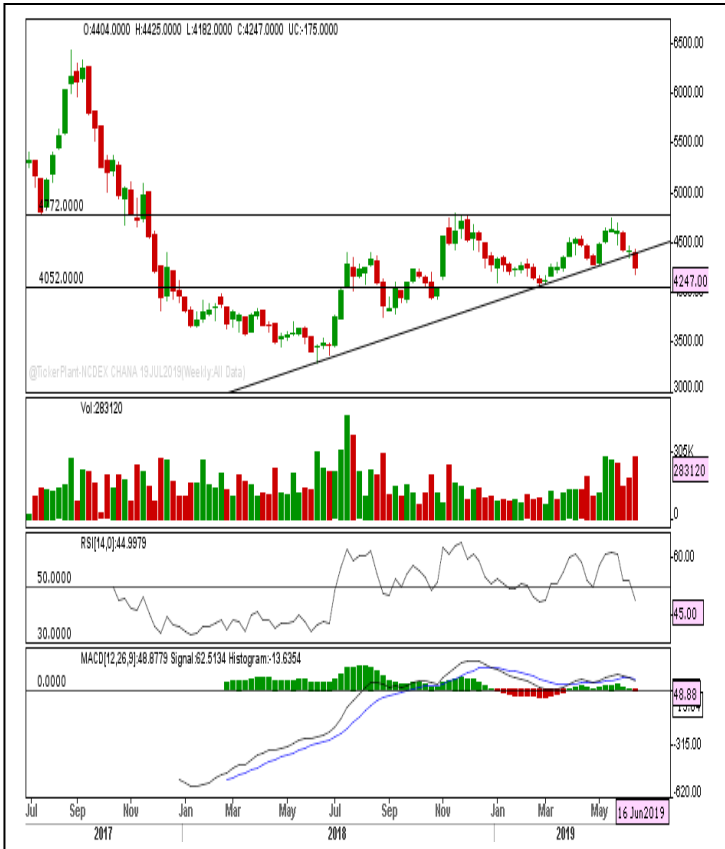 O:4404.0000 H:4425.0000 L:4182.0000 C:4247.0000 UC:-175.0000
6500.00
6000.00
5500.00
5000.00
4772.0000
4500.00
4247.00
4052.0000
3500.00
@TickerPlant-NCDEX CHANA 19JUL2019(Weekly:All Data)
3000.00
Vol:283120
305K
283120
0
RSI[14,0]:44.9979
60.00
50.0000
45.00
30.0000
MACD[12,26,9]:48.8779 Signal:62.5134 Histogram:-13.6354
0.0000
48.88
-315.00
-620.00
Jul Sep Nov Jan Mar May Jul Sep Nov Jan Mar May 16 Jun2019
2017 2018 2019